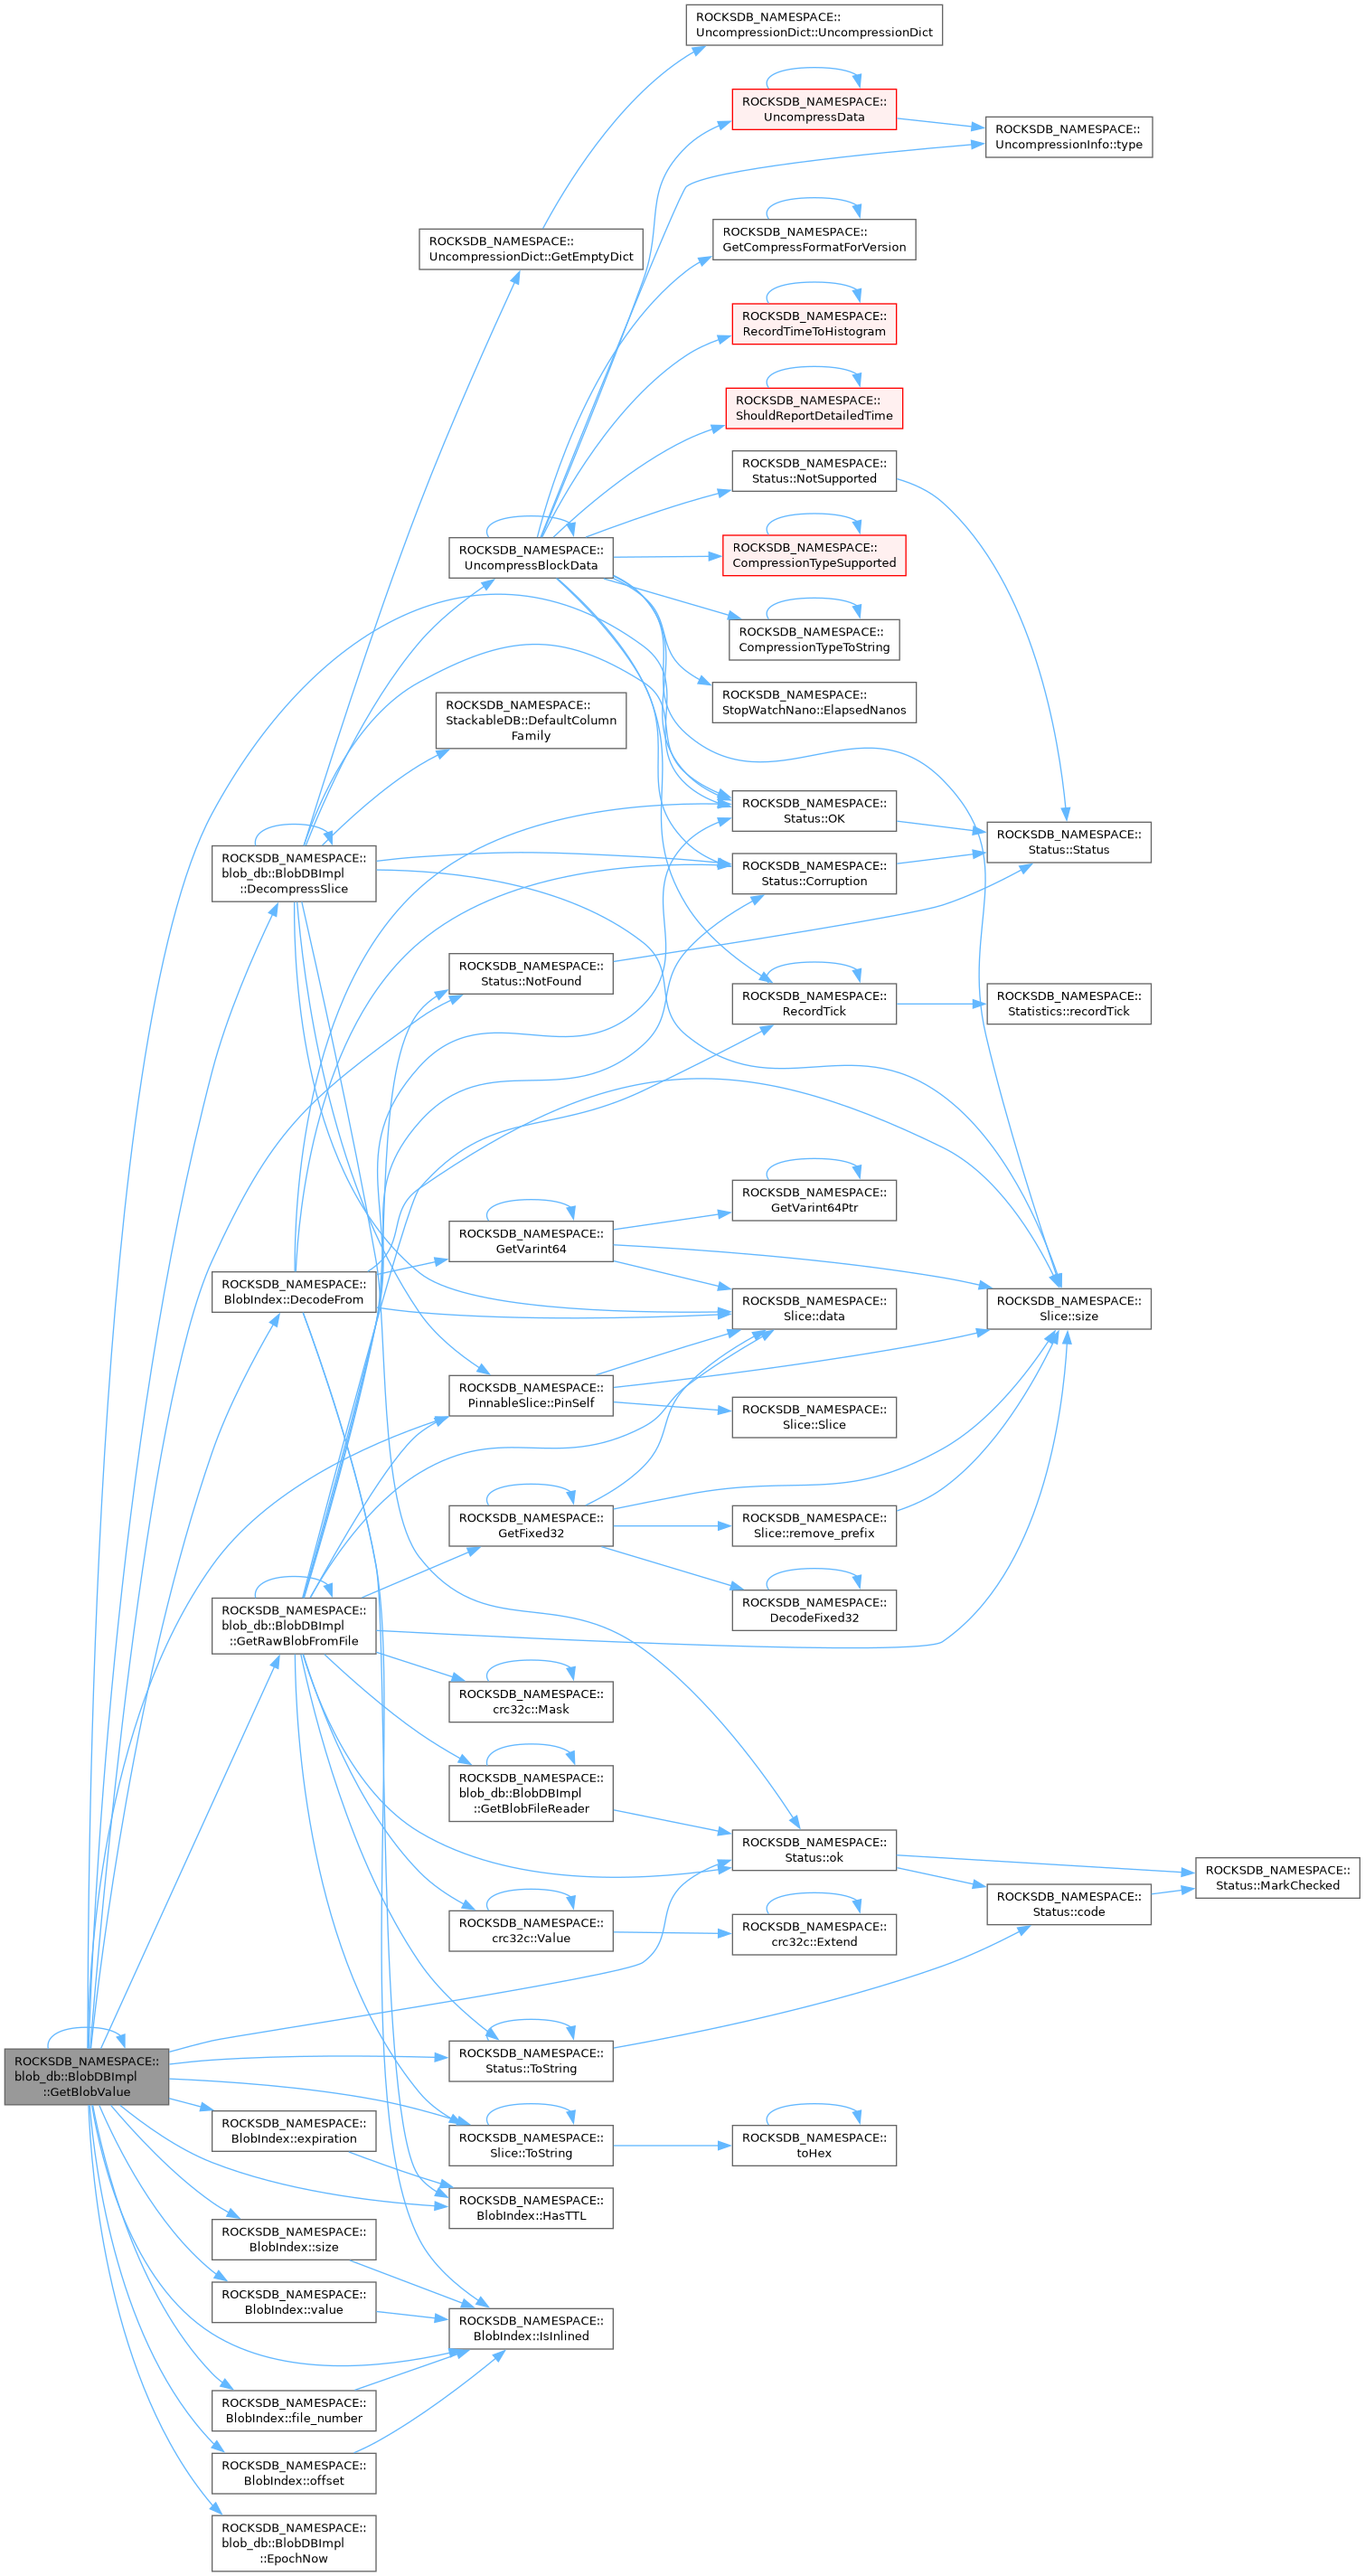 ROCKSDB_NAMESPACE::
UncompressionDict::UncompressionDict
ROCKSDB_NAMESPACE::
UncompressData
ROCKSDB_NAMESPACE::
UncompressionInfo::type
ROCKSDB_NAMESPACE::
GetCompressFormatForVersion
ROCKSDB_NAMESPACE::
UncompressionDict::GetEmptyDict
ROCKSDB_NAMESPACE::
RecordTimeToHistogram
ROCKSDB_NAMESPACE::
ShouldReportDetailedTime
ROCKSDB_NAMESPACE::
Status::NotSupported
ROCKSDB_NAMESPACE::
UncompressBlockData
ROCKSDB_NAMESPACE::
CompressionTypeSupported
ROCKSDB_NAMESPACE::
CompressionTypeToString
ROCKSDB_NAMESPACE::
StopWatchNano::ElapsedNanos
ROCKSDB_NAMESPACE::
StackableDB::DefaultColumn
Family
ROCKSDB_NAMESPACE::
Status::OK
ROCKSDB_NAMESPACE::
Status::Status
ROCKSDB_NAMESPACE::
blob_db::BlobDBImpl
::DecompressSlice
ROCKSDB_NAMESPACE::
Status::Corruption
ROCKSDB_NAMESPACE::
Status::NotFound
ROCKSDB_NAMESPACE::
RecordTick
ROCKSDB_NAMESPACE::
Statistics::recordTick
ROCKSDB_NAMESPACE::
GetVarint64Ptr
ROCKSDB_NAMESPACE::
GetVarint64
ROCKSDB_NAMESPACE::
BlobIndex::DecodeFrom
ROCKSDB_NAMESPACE::
Slice::data
ROCKSDB_NAMESPACE::
Slice::size
ROCKSDB_NAMESPACE::
PinnableSlice::PinSelf
ROCKSDB_NAMESPACE::
Slice::Slice
ROCKSDB_NAMESPACE::
GetFixed32
ROCKSDB_NAMESPACE::
Slice::remove_prefix
ROCKSDB_NAMESPACE::
DecodeFixed32
ROCKSDB_NAMESPACE::
blob_db::BlobDBImpl
::GetRawBlobFromFile
ROCKSDB_NAMESPACE::
crc32c::Mask
ROCKSDB_NAMESPACE::
blob_db::BlobDBImpl
::GetBlobFileReader
ROCKSDB_NAMESPACE::
Status::ok
ROCKSDB_NAMESPACE::
Status::MarkChecked
ROCKSDB_NAMESPACE::
Status::code
ROCKSDB_NAMESPACE::
crc32c::Value
ROCKSDB_NAMESPACE::
crc32c::Extend
ROCKSDB_NAMESPACE::
Status::ToString
ROCKSDB_NAMESPACE::
blob_db::BlobDBImpl
::GetBlobValue
ROCKSDB_NAMESPACE::
BlobIndex::expiration
ROCKSDB_NAMESPACE::
Slice::ToString
ROCKSDB_NAMESPACE::
toHex
ROCKSDB_NAMESPACE::
BlobIndex::HasTTL
ROCKSDB_NAMESPACE::
BlobIndex::size
ROCKSDB_NAMESPACE::
BlobIndex::value
ROCKSDB_NAMESPACE::
BlobIndex::IsInlined
ROCKSDB_NAMESPACE::
BlobIndex::file_number
ROCKSDB_NAMESPACE::
BlobIndex::offset
ROCKSDB_NAMESPACE::
blob_db::BlobDBImpl
::EpochNow